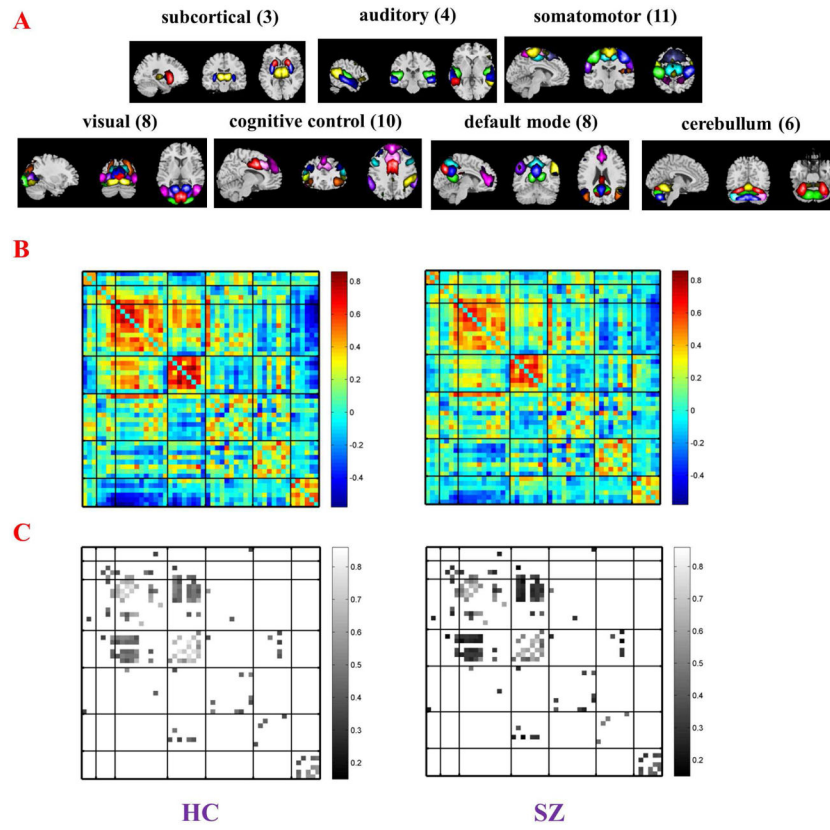 A
subcortical (3)
auditory (4)
somatomotor (11)
visual (8)
cognitive control (10)
default mode (8)
cerebullum (6)
B
0.8
0.6
0.4
0.2
0
-0.2
-0.4
0.8
0.6
0.4
0.2
0
-0.2
-0.4
C
0.8
0.7
0.6
0.5
0.4
0.3
0.2
0.8
0.7
0.6
0.5
0.4
0.3
0.2
HC
SZ